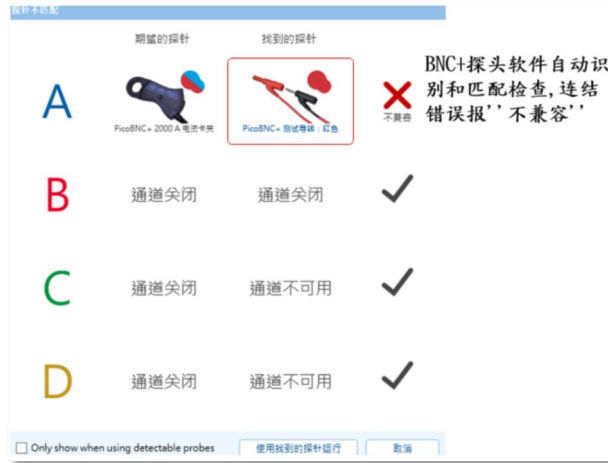 探针不匹配
期望的探针 找到的探针
A
PicoBNC+ 2000 A 电流卡夹 PicoBNC+ 测试导线：红色
不兼容
BNC+探头软件自动识
别和匹配检查,连结
错误报''不兼容''
B 通道关闭 通道关闭
C 通道关闭 通道不可用
D 通道关闭 通道不可用
Only show when using detectable probes 使用找到的探针运行 取消